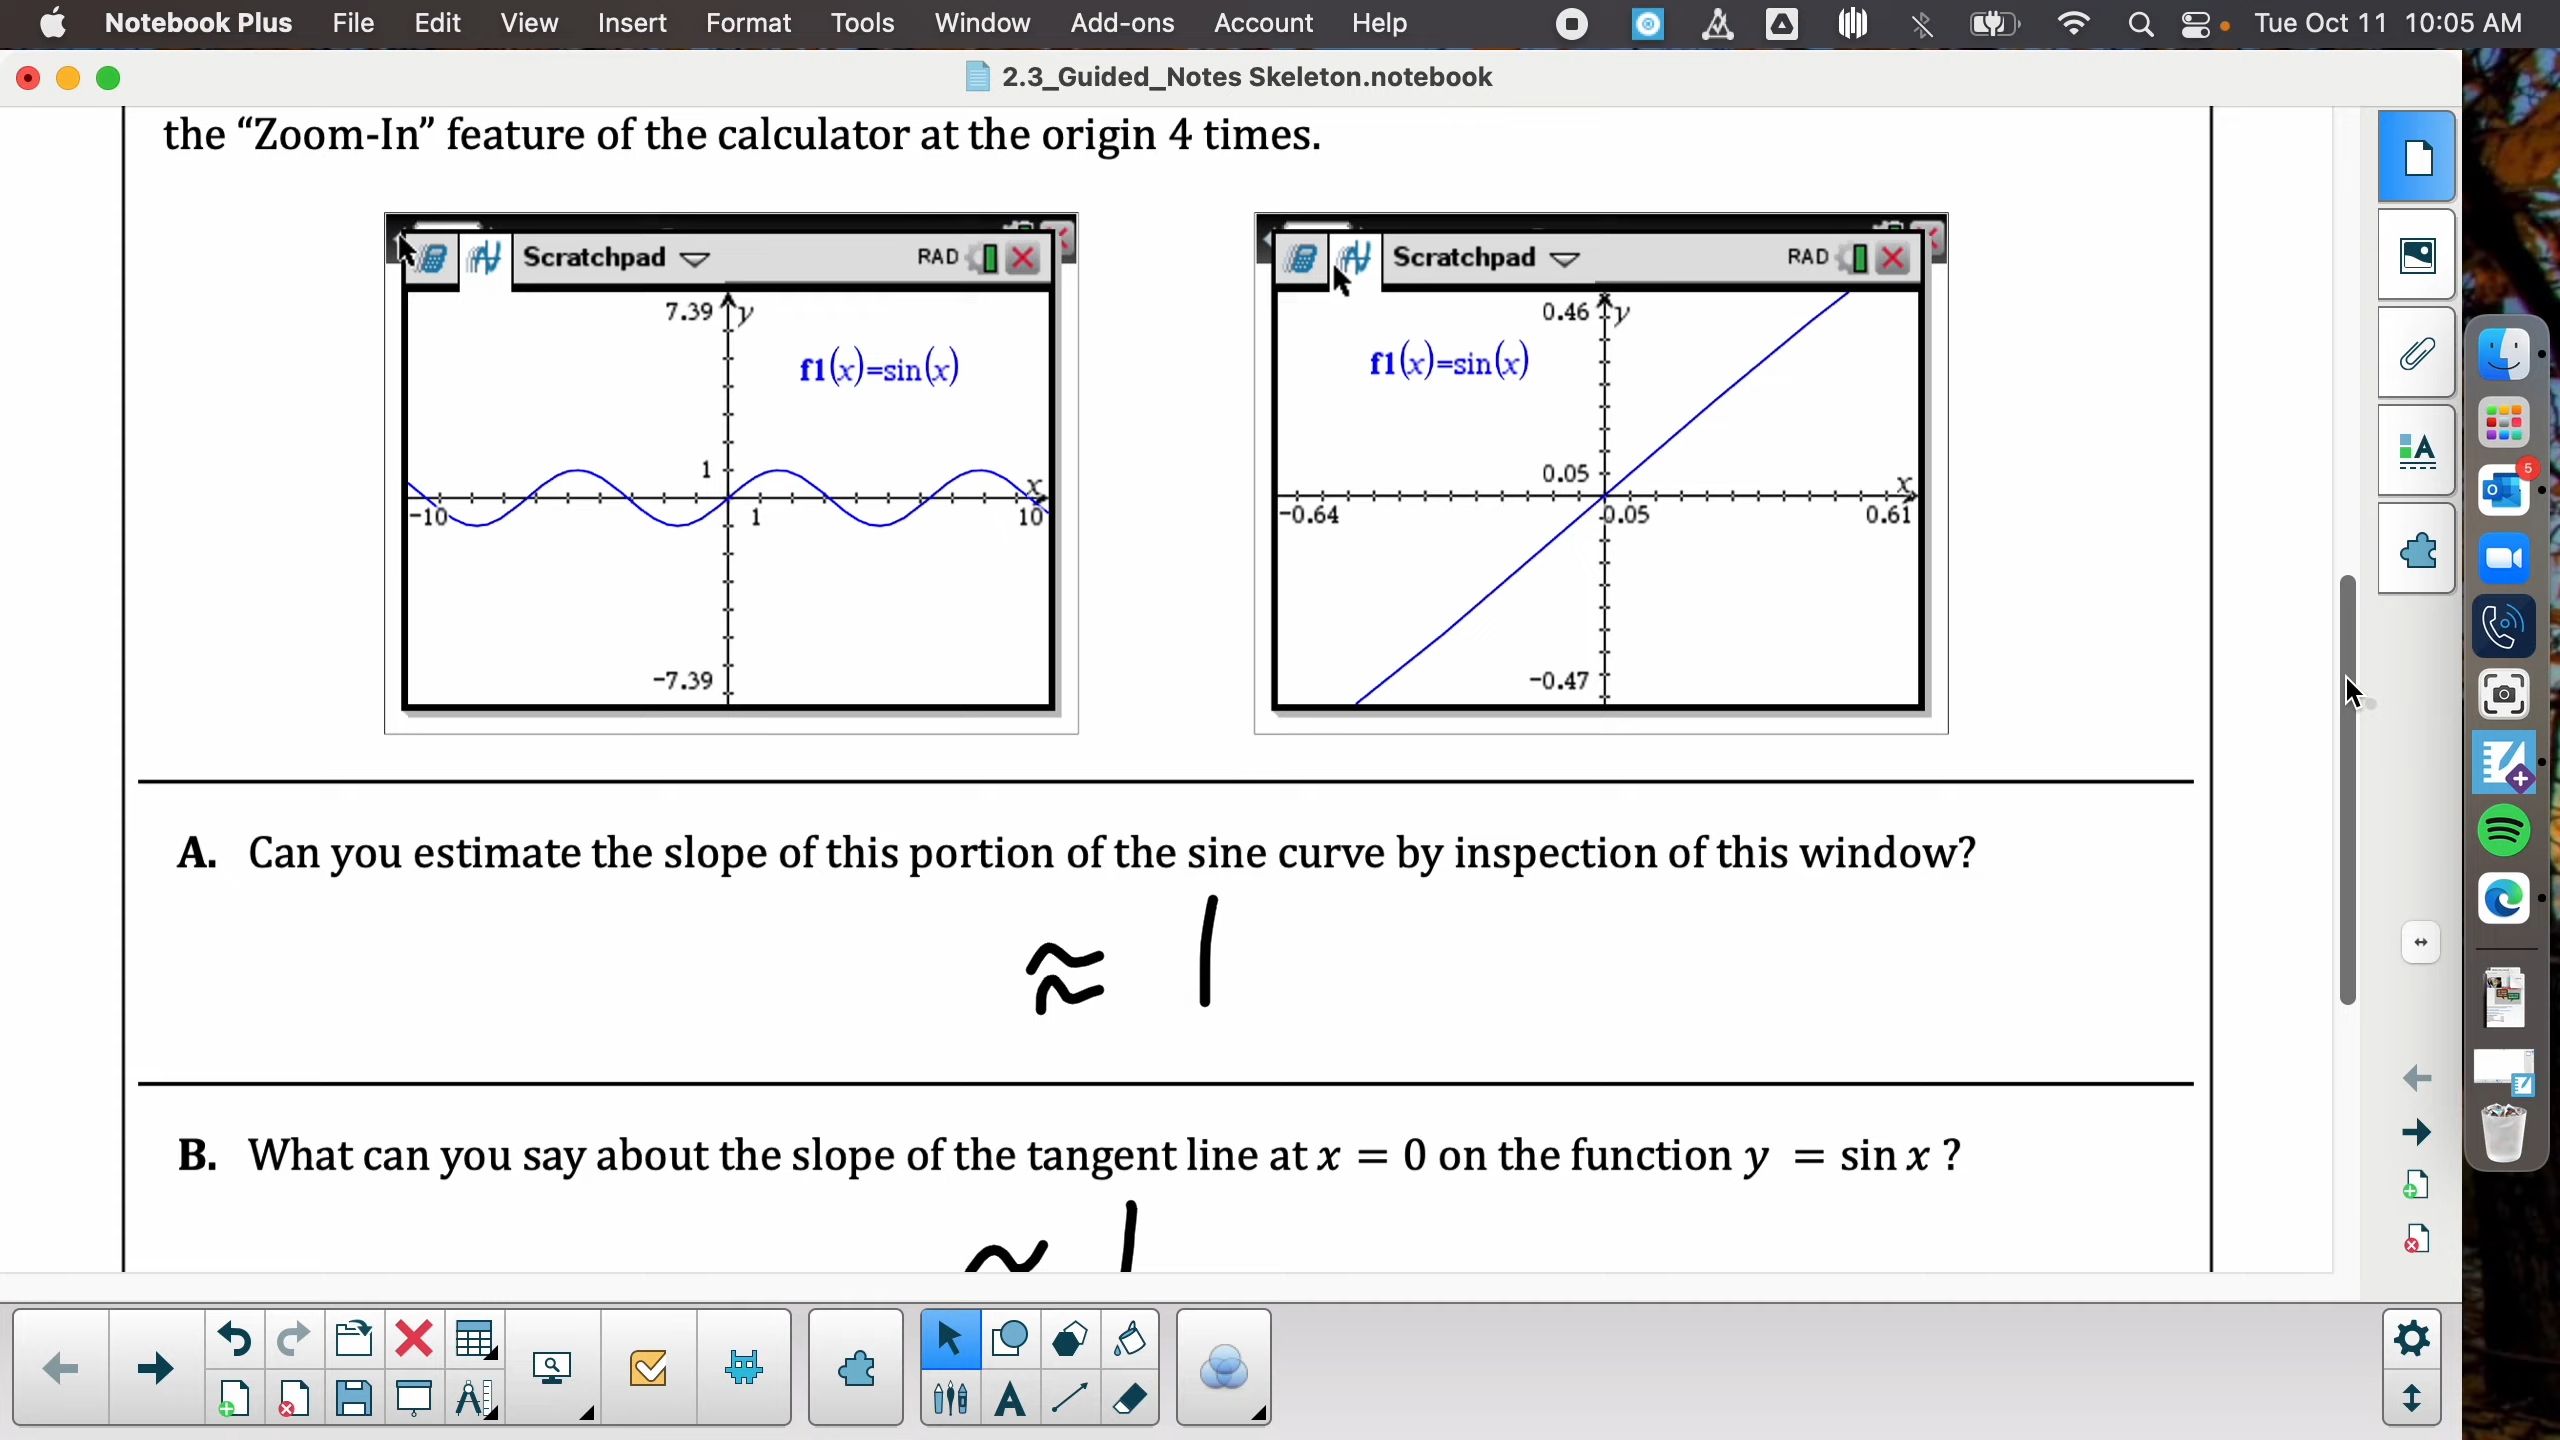 Notebook Plus File Edit View Insert Format Tools Window Add-ons Account Help Tue Oct 11 10:05 AM
2.3_Guided_Notes Skeleton.notebook
the “Zoom-In” feature of the calculator at the origin 4 times.
Scratchpad RAD
7.39 y
f1(x)=sin(x)
1
x
-10 1 10
-7.39
Scratchpad RAD
0.46 y
f1(x)=sin(x)
0.05
x
-0.64 0.05 0.61
-0.47
5
A. Can you estimate the slope of this portion of the sine curve by inspection of this window?
≈ 1
B. What can you say about the slope of the tangent line at x = 0 on the function y = sin x ?